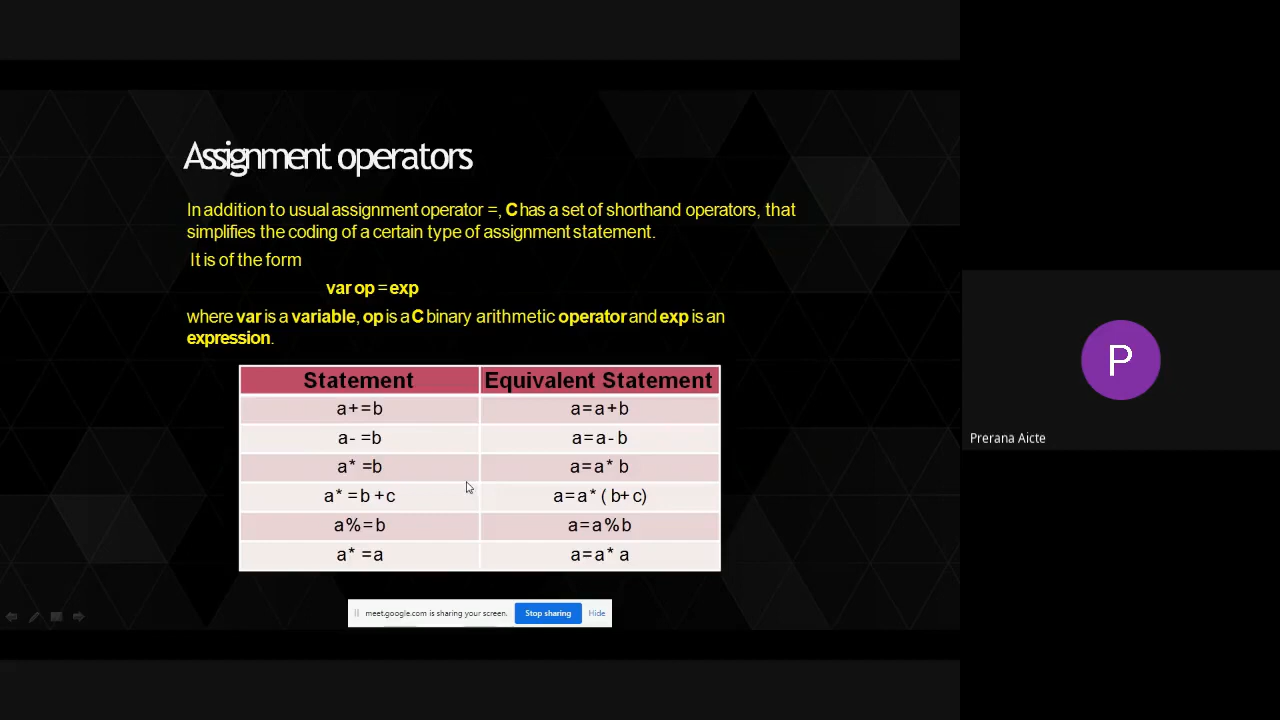 Assignment operators
In addition to usual assignment operator =, C has a set of shorthand operators, that
simplifies the coding of a certain type of assignment statement.
It is of the form
var op = exp
where var is a variable, op is a C binary arithmetic operator and exp is an
expression.
Statement Equivalent Statement
a+=b a=a+b
a- =b a=a-b
a* =b a=a* b
a* =b+c a=a* ( b+ c)
a%=b a=a%b
a* =a a=a* a
meet.google.com is sharing your screen. Stop sharing Hide
P
Prerana Aicte